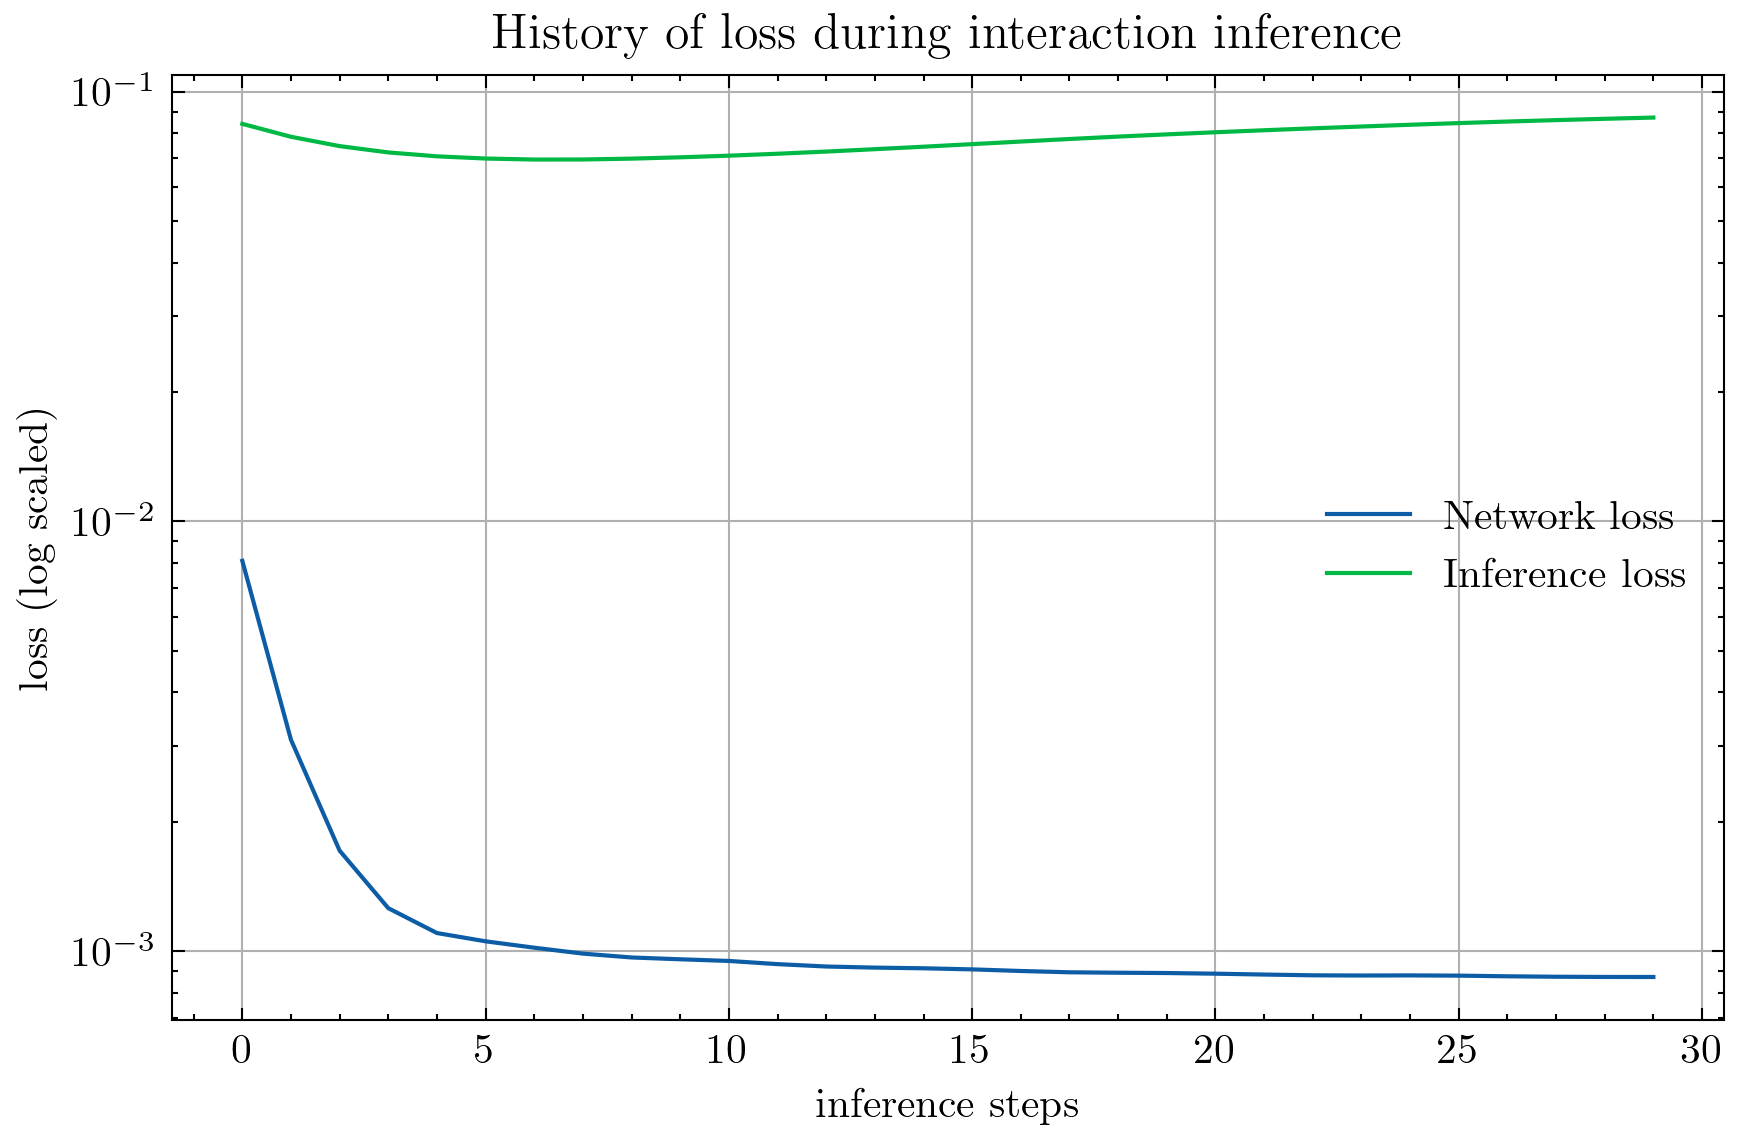 History of loss during interaction inference
10⁻¹
10⁻²
10⁻³
loss (log scaled)
Network loss
Inference loss
0 5 10 15 20 25 30
inference steps